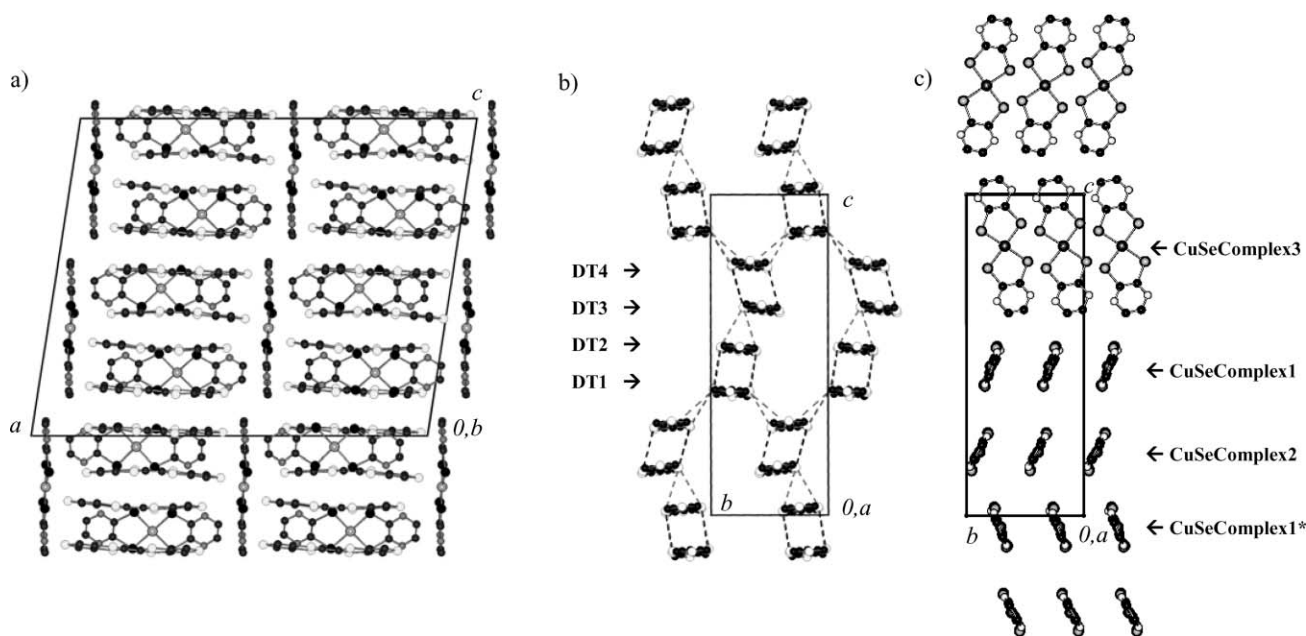 a)
c
a
0,b
b)
c
DT4 →
DT3 →
DT2 →
DT1 →
b
0,a
c)
c
← CuSeComplex3
← CuSeComplex1
← CuSeComplex2
← CuSeComplex1*
b
0,a